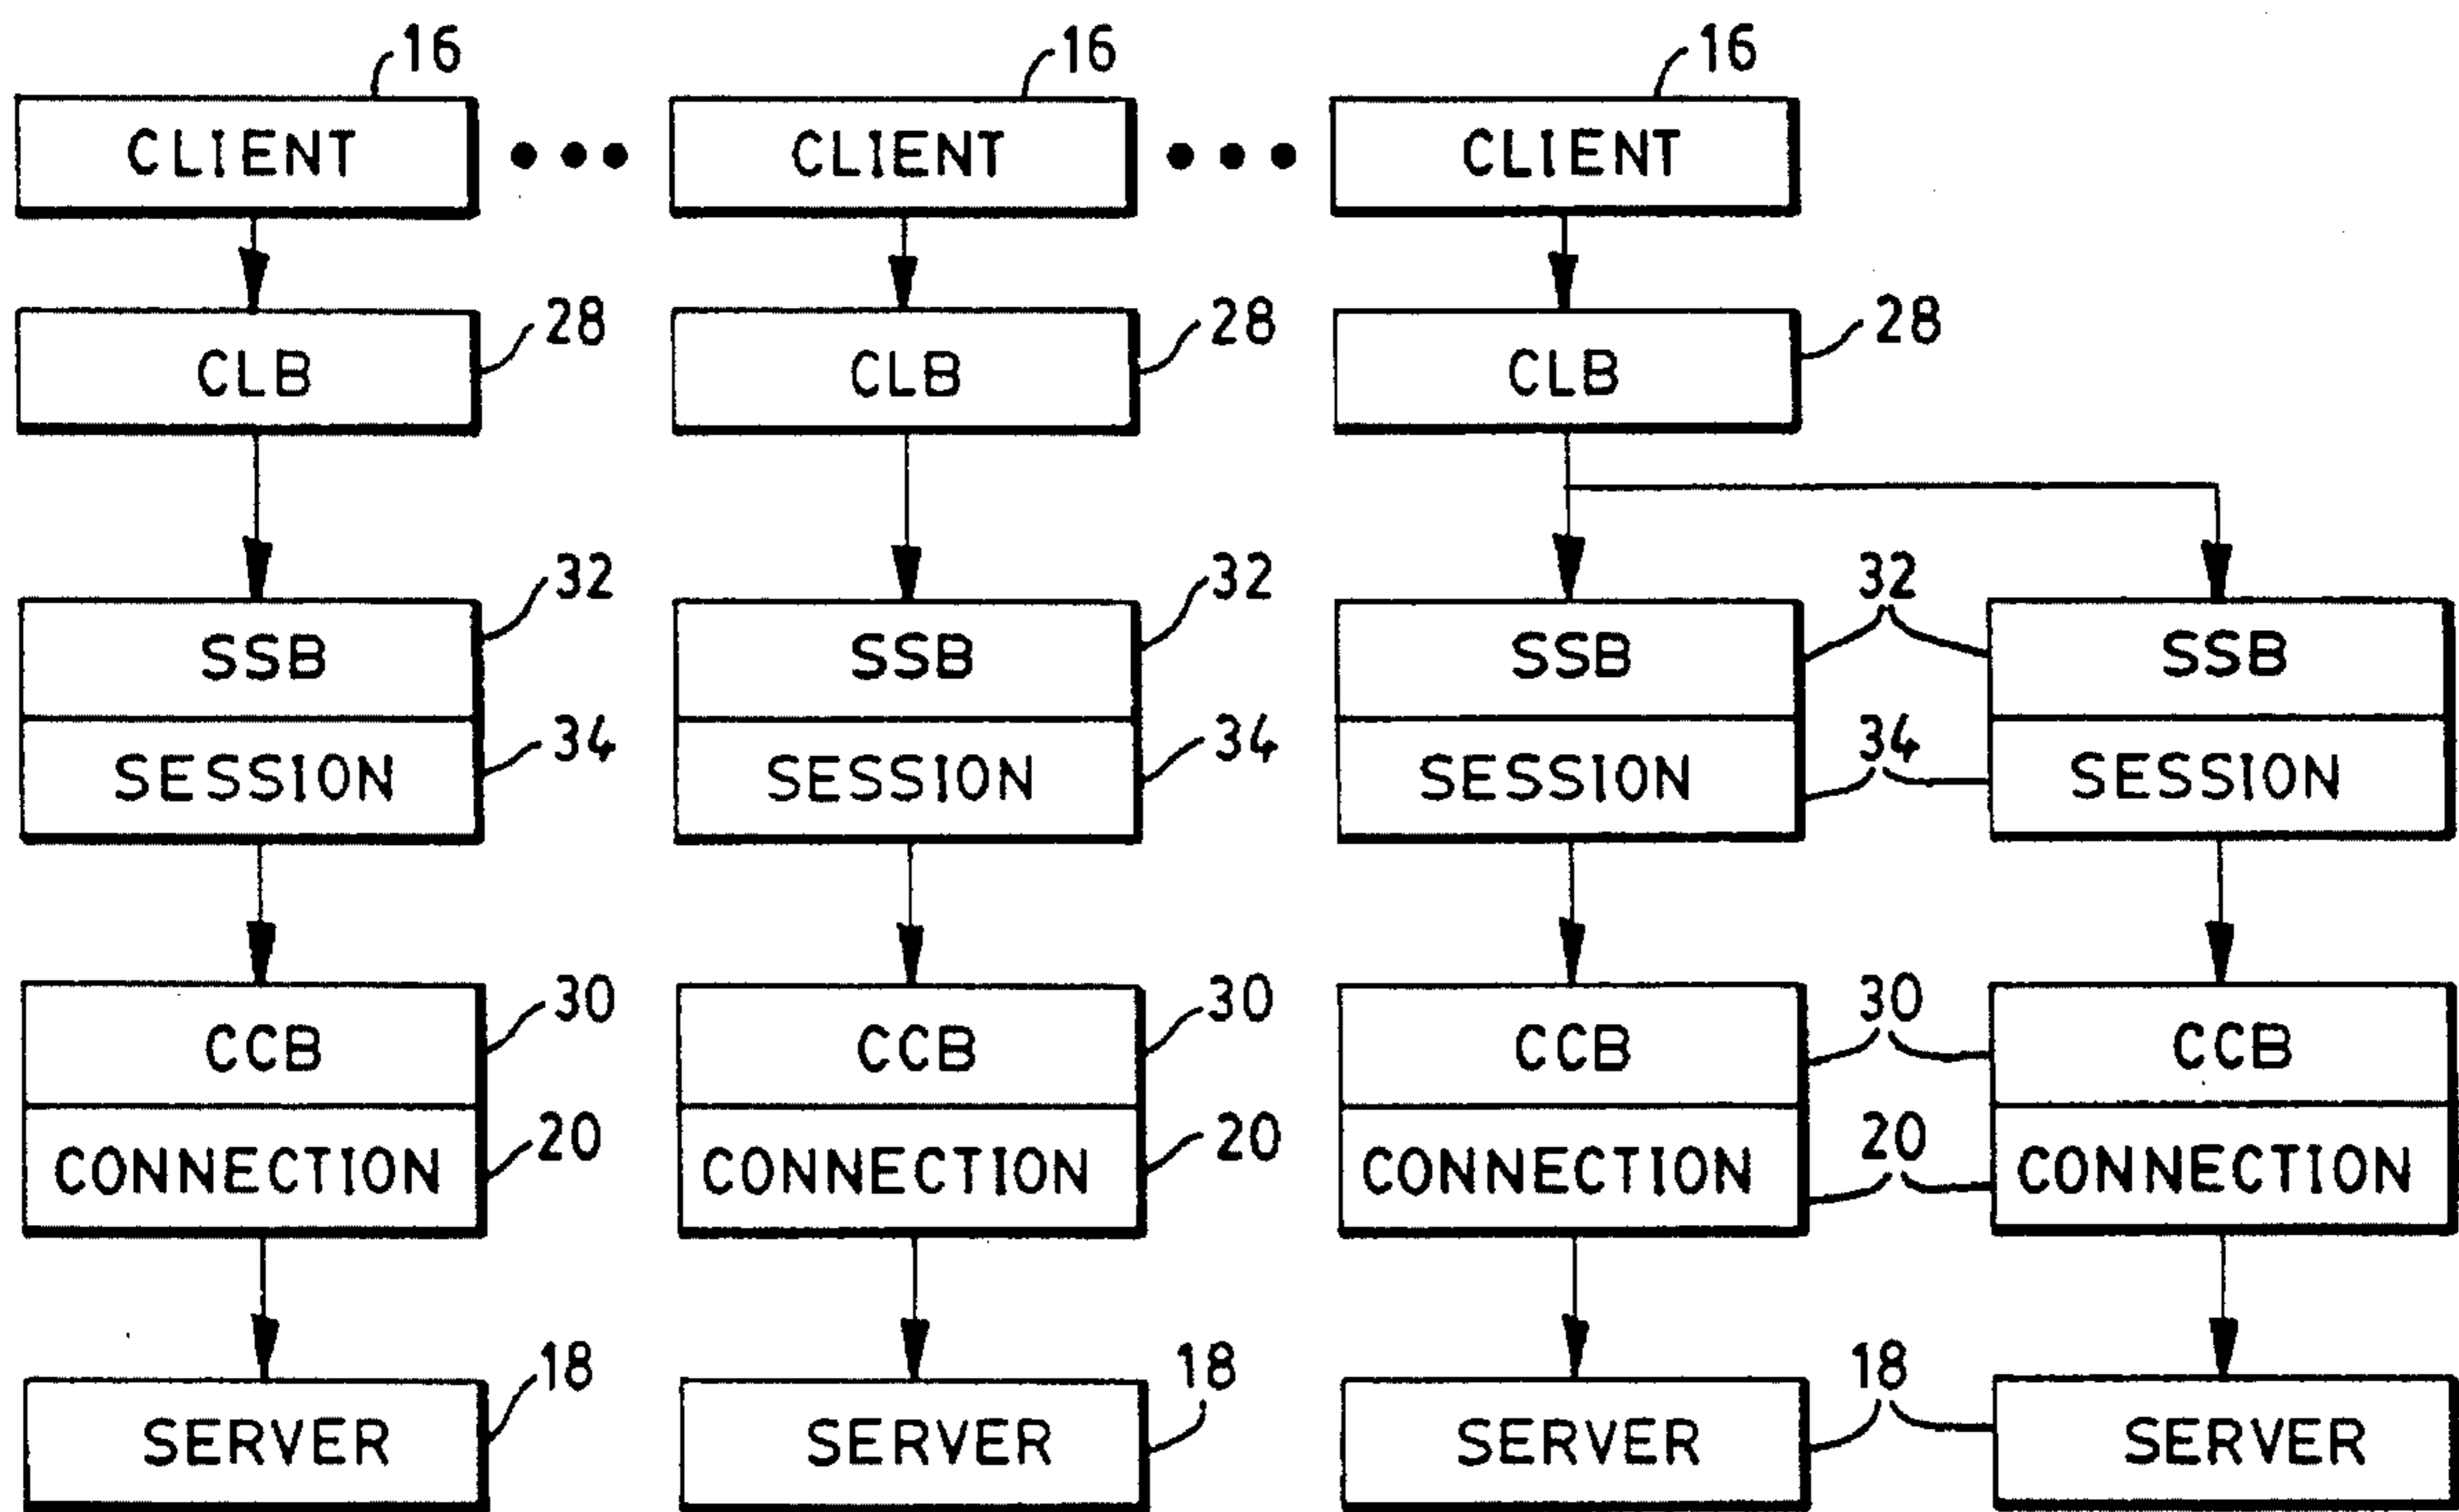 16 16 16
CLIENT ••• CLIENT ••• CLIENT
28 28 28
CLB CLB CLB
32 32 32
SSB SSB SSB SSB
34 34 34
SESSION SESSION SESSION SESSION
30 30 30
CCB CCB CCB CCB
20 20 20
CONNECTION CONNECTION CONNECTION CONNECTION
18 18 18
SERVER SERVER SERVER SERVER